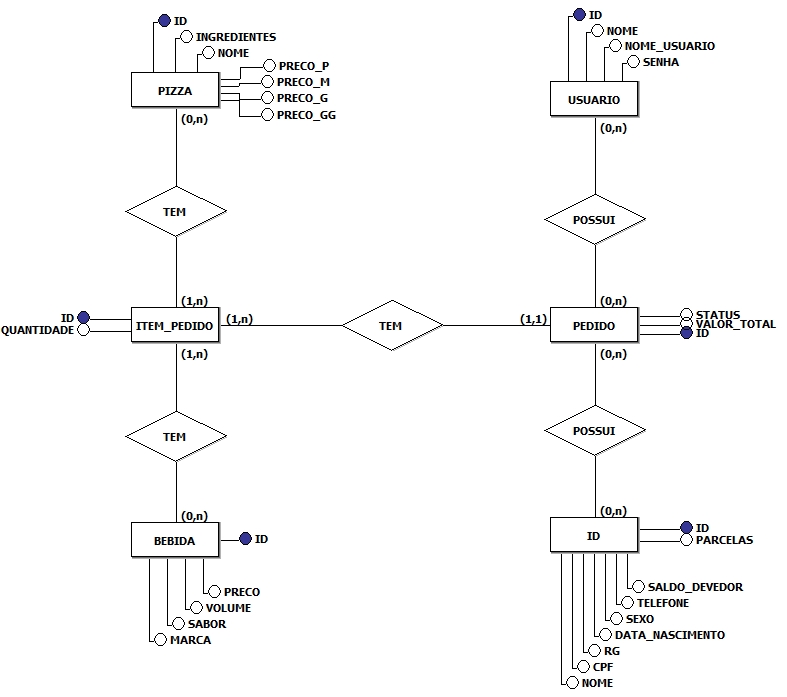 ID
INGREDIENTES
NOME
PRECO_P
PRECO_M
PRECO_G
PRECO_GG
PIZZA
(0,n)
ID
NOME
NOME_USUARIO
SENHA
USUARIO
(0,n)
TEM
POSSUI
(1,n)
(0,n)
ID
QUANTIDADE
ITEM_PEDIDO
(1,n)
TEM
(1,1)
PEDIDO
STATUS
VALOR_TOTAL
ID
(1,n)
(0,n)
TEM
POSSUI
(0,n)
(0,n)
BEBIDA
ID
PRECO
VOLUME
SABOR
MARCA
ID
ID
PARCELAS
SALDO_DEVEDOR
TELEFONE
SEXO
DATA_NASCIMENTO
RG
CPF
NOME